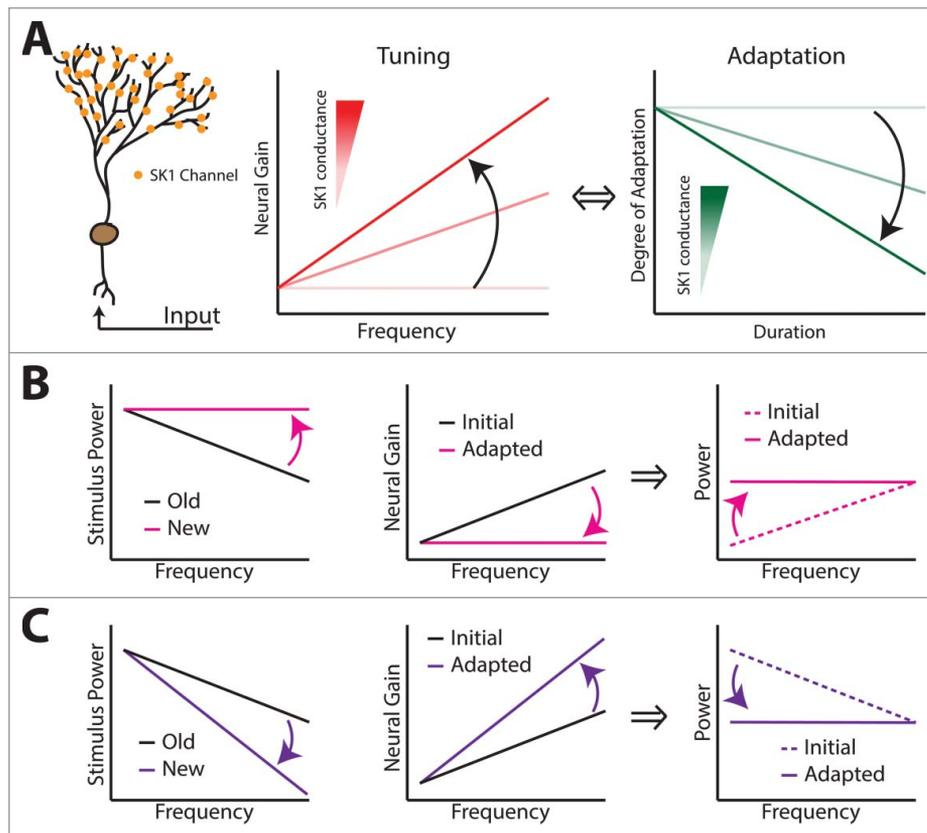 A
Tuning
Adaptation
SK1 Channel
Input
Neural Gain
SK1 conductance
Frequency
Degree of Adaptation
SK1 conductance
Duration
B
Stimulus Power
Old
New
Frequency
Neural Gain
Initial
Adapted
Frequency
Power
Initial
Adapted
Frequency
C
Stimulus Power
Old
New
Frequency
Neural Gain
Initial
Adapted
Frequency
Power
Initial
Adapted
Frequency